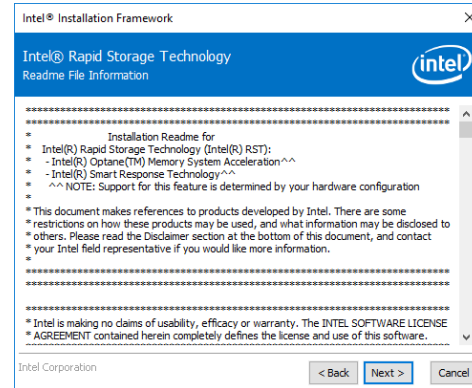 Intel® Installation Framework
Intel® Rapid Storage Technology
Readme File Information
intel
************************************************************************
************************************************************************
* Installation Readme for
* Intel(R) Rapid Storage Technology (Intel(R) RST):
* - Intel(R) Optane(TM) Memory System Acceleration^^
* - Intel(R) Smart Response Technology^^
* ^^ NOTE: Support for this feature is determined by your hardware configuration
*
* This document makes references to products developed by Intel. There are some
* restrictions on how these products may be used, and what information may be disclosed to
* others. Please read the Disclaimer section at the bottom of this document, and contact
* your Intel field representative if you would like more information.
*
************************************************************************
************************************************************************
************************************************************************
* Intel is making no claims of usability, efficacy or warranty. The INTEL SOFTWARE LICENSE
* AGREEMENT contained herein completely defines the license and use of this software.
************************************************************************
Intel Corporation
< Back
Next >
Cancel